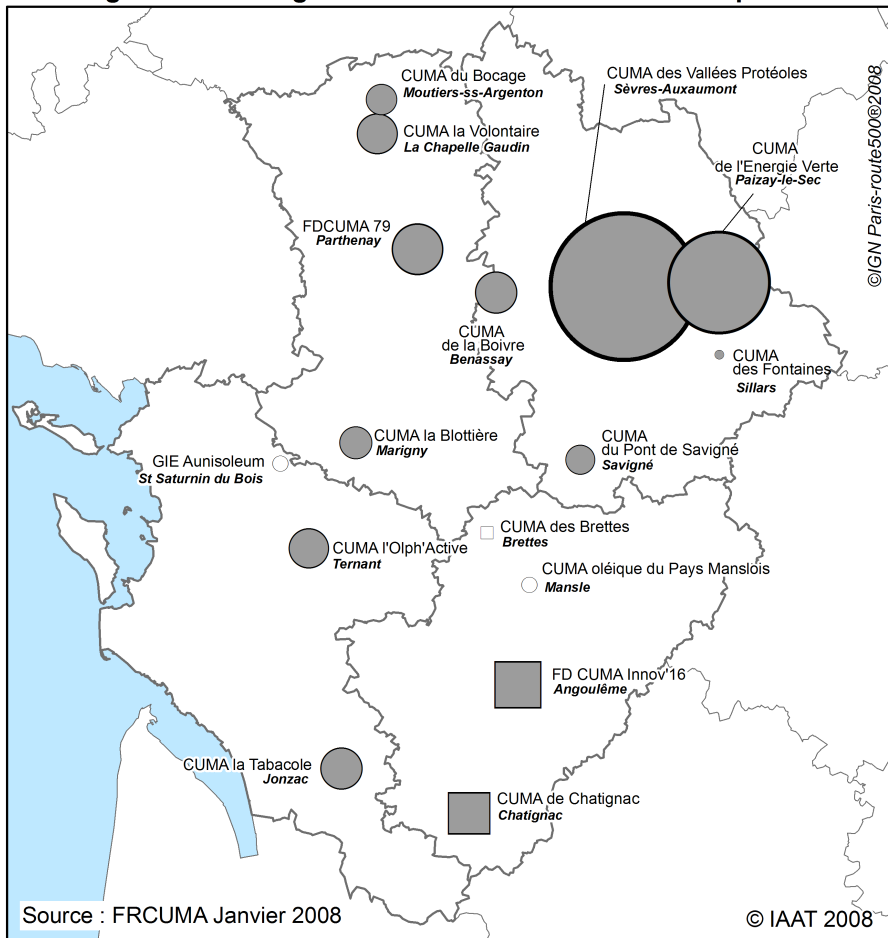 CUMA du Bocage
Moutiers-ss-Argenton
CUMA la Volontaire
La Chapelle Gaudin
CUMA des Vallées Protéoles
Sèvres-Auxaumont
CUMA
de l'Energie Verte
Paizay-le-Sec
©IGN Paris-route500®2008
FDCUMA 79
Parthenay
CUMA
de la Boivre
Benassay
CUMA
des Fontaines
Sillars
CUMA la Blottière
Marigny
CUMA
du Pont de Savigné
Savigné
GIE Aunisoleum
St Saturnin du Bois
CUMA des Brettes
Brettes
CUMA l'Olph'Active
Ternant
CUMA oléique du Pays Manslois
Mansle
FD CUMA Innov'16
Angoulême
CUMA la Tabacole
Jonzac
CUMA de Chatignac
Chatignac
Source : FRCUMA Janvier 2008
© IAAT 2008